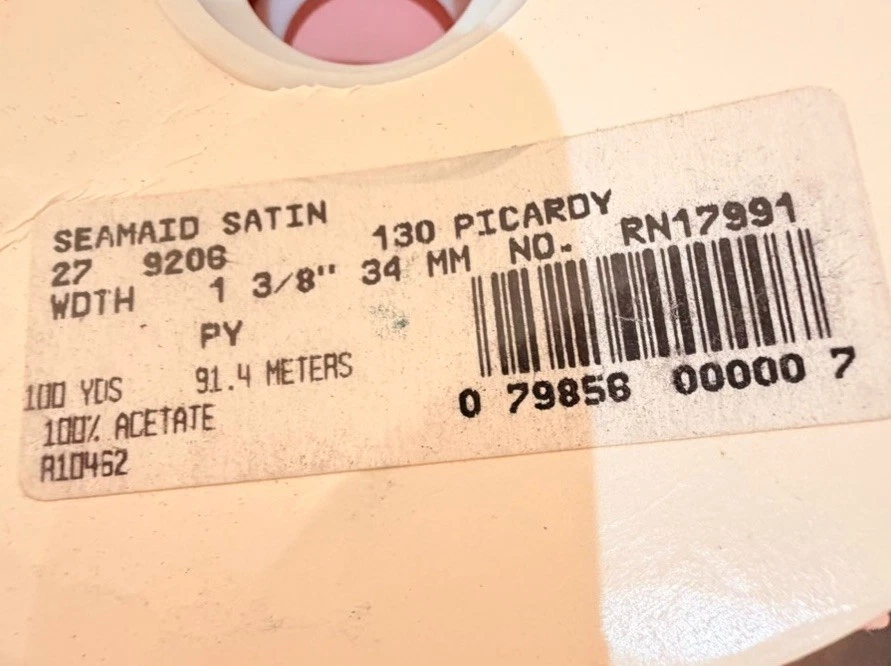 SEAMAID SATIN 130 PICARDY
27 9206
WDTH 1 3/8" 34 MM NO. RN17991
PY
100 YDS 91.4 METERS
100% ACETATE
A10462
0 79856 00000 7